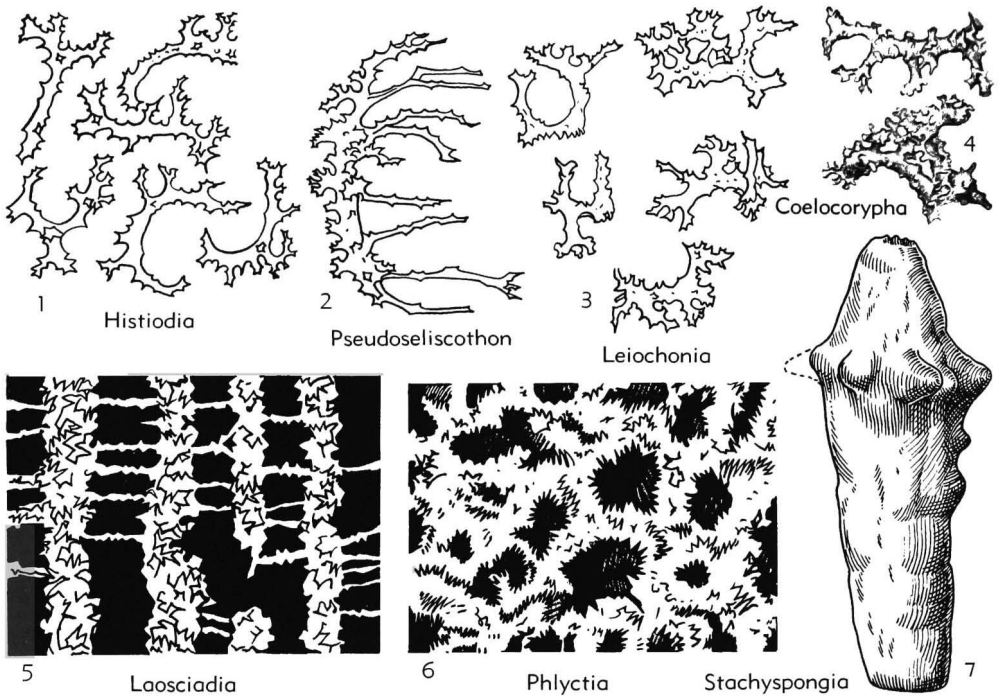 1
Histiodia
2
Pseudoseliscothon
3
Leiochonia
4
Coelocorypha
5
Laosciadia
6
Phlyctia
Stachyspongia
7